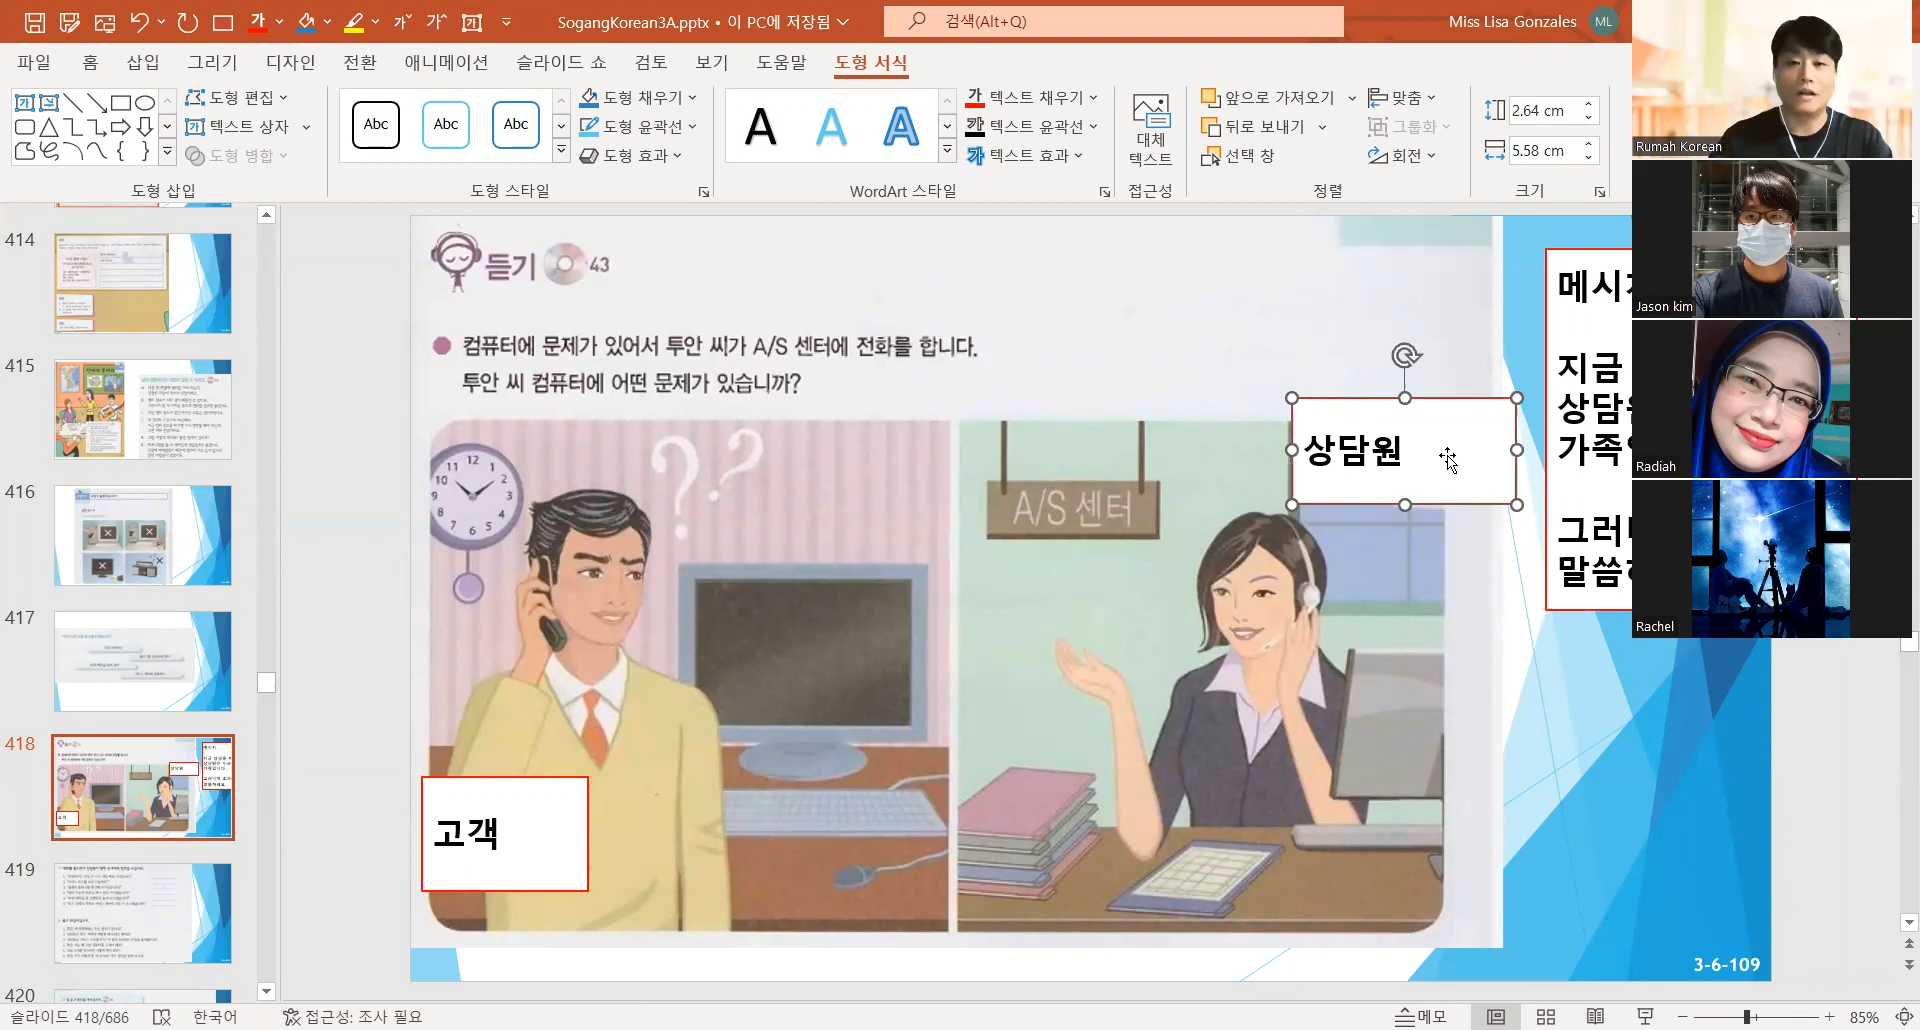 SogangKorean3A.pptx • 이 PC에 저장됨
검색(Alt+Q)
Miss Lisa Gonzales
ML
파일 홈 삽입 그리기 디자인 전환 애니메이션 슬라이드 쇼 검토 보기 도움말 도형 서식
도형 편집
텍스트 상자
도형 병합
도형 삽입
Abc Abc Abc
도형 채우기
도형 윤곽선
도형 효과
도형 스타일
A A A
텍스트 채우기
텍스트 윤곽선
텍스트 효과
WordArt 스타일
대체
텍스트
접근성
앞으로 가져오기
뒤로 보내기
선택 창
맞춤
그룹화
회전
정렬
2.64 cm
5.58 cm
크기
Rumah Korean
Jason kim
Radiah
Rachel
414
415
416
417
418
419
420
듣기 43
컴퓨터에 문제가 있어서 투안 씨가 A/S 센터에 전화를 합니다.
투안 씨 컴퓨터에 어떤 문제가 있습니까?
??
12 1 2 3 4 5 6 7 8 9 10 11
A/S 센터
상담원
고객
지금
그러
3-6-109
슬라이드 418/686
한국어
접근성: 조사 필요
메모
85%